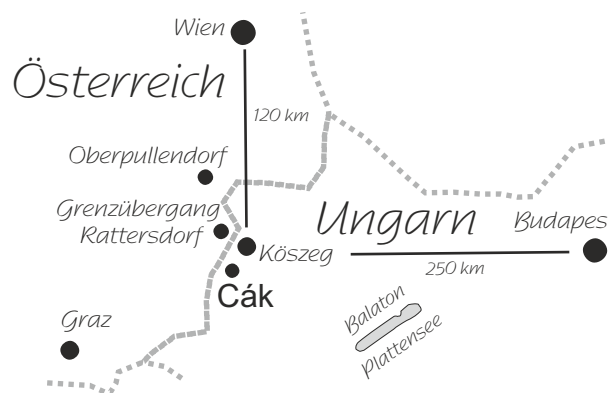 Wien
Österreich
120 km
Oberpullendorf
Grenzübergang
Rattersdorf
Ungarn
Budapes
Köszeg
250 km
Cák
Balaton
Plattensee
Graz